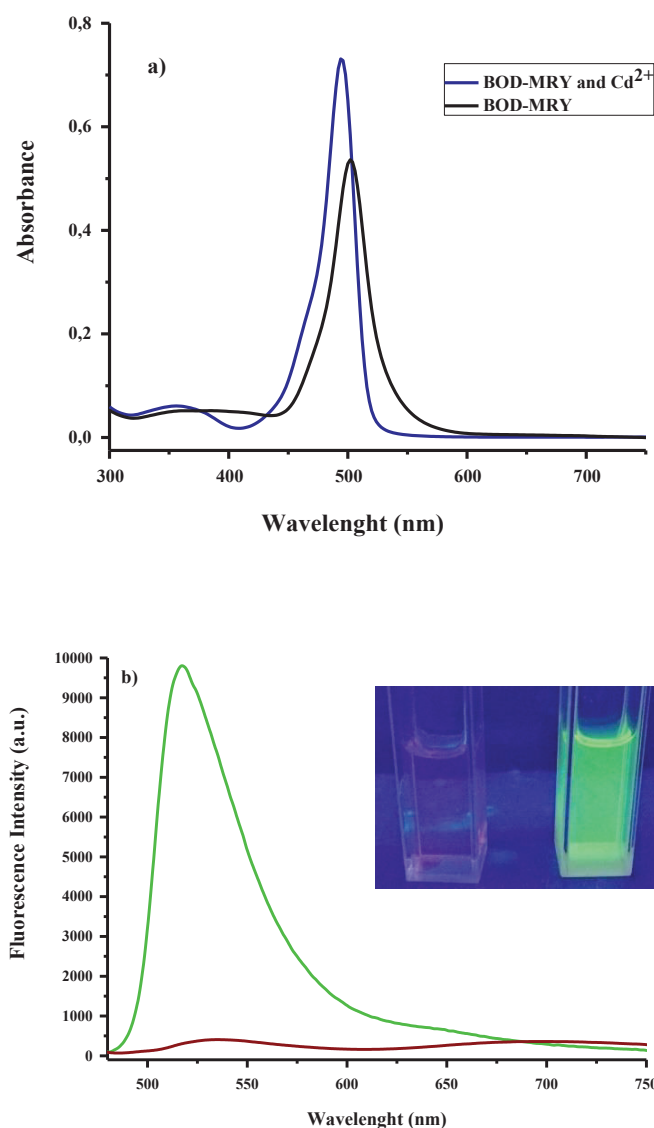 a)
BOD-MRY and Cd2+
BOD-MRY
Absorbance
0,8
0,6
0,4
0,2
0,0
300 400 500 600 700
Wavelenght (nm)
b)
Fluorescence Intensity (a.u.)
10000
9000
8000
7000
6000
5000
4000
3000
2000
1000
0
500 550 600 650 700 750
Wavelenght (nm)